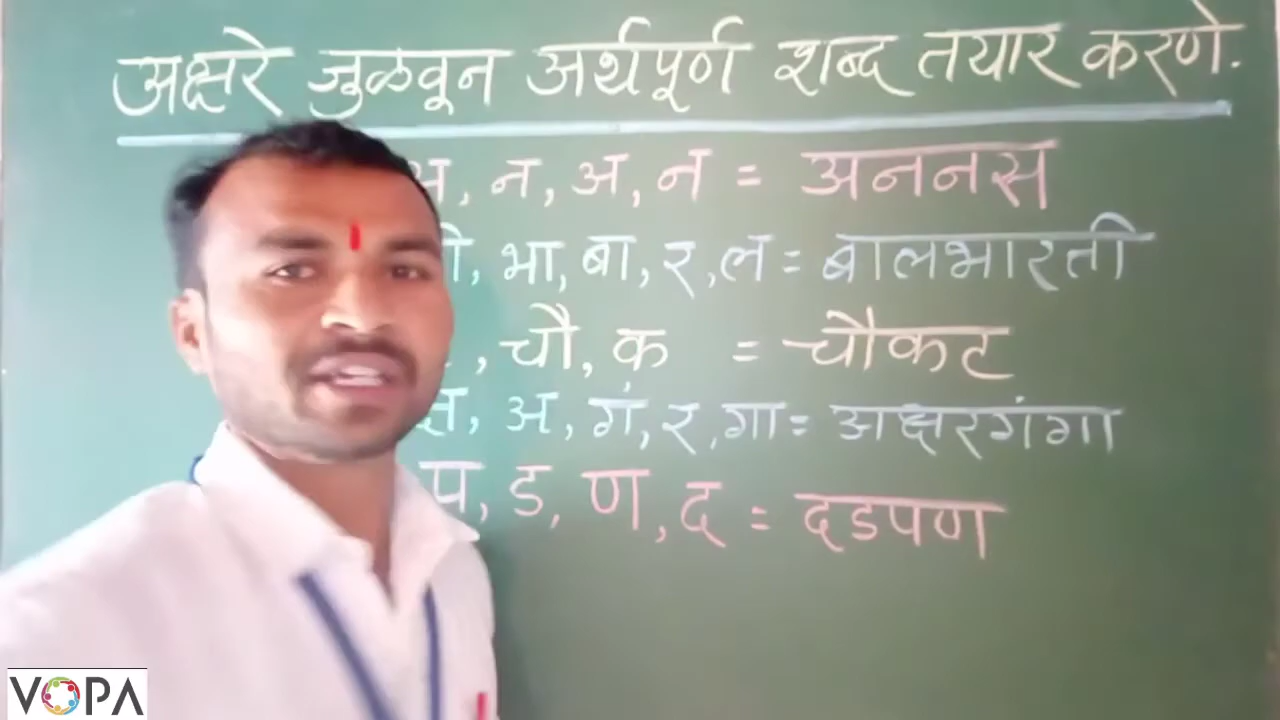 अक्षरे जुळवून अर्थपूर्ण शब्द तयार करणे.
अ, न, अ, न = अननस
भा, बा, र, ल = बालभारती
, चौ, क = चौकट
क्ष, अ, गं, र, गा = अक्षरगंगा
प, ड, ण, द = दडपण
VOPA